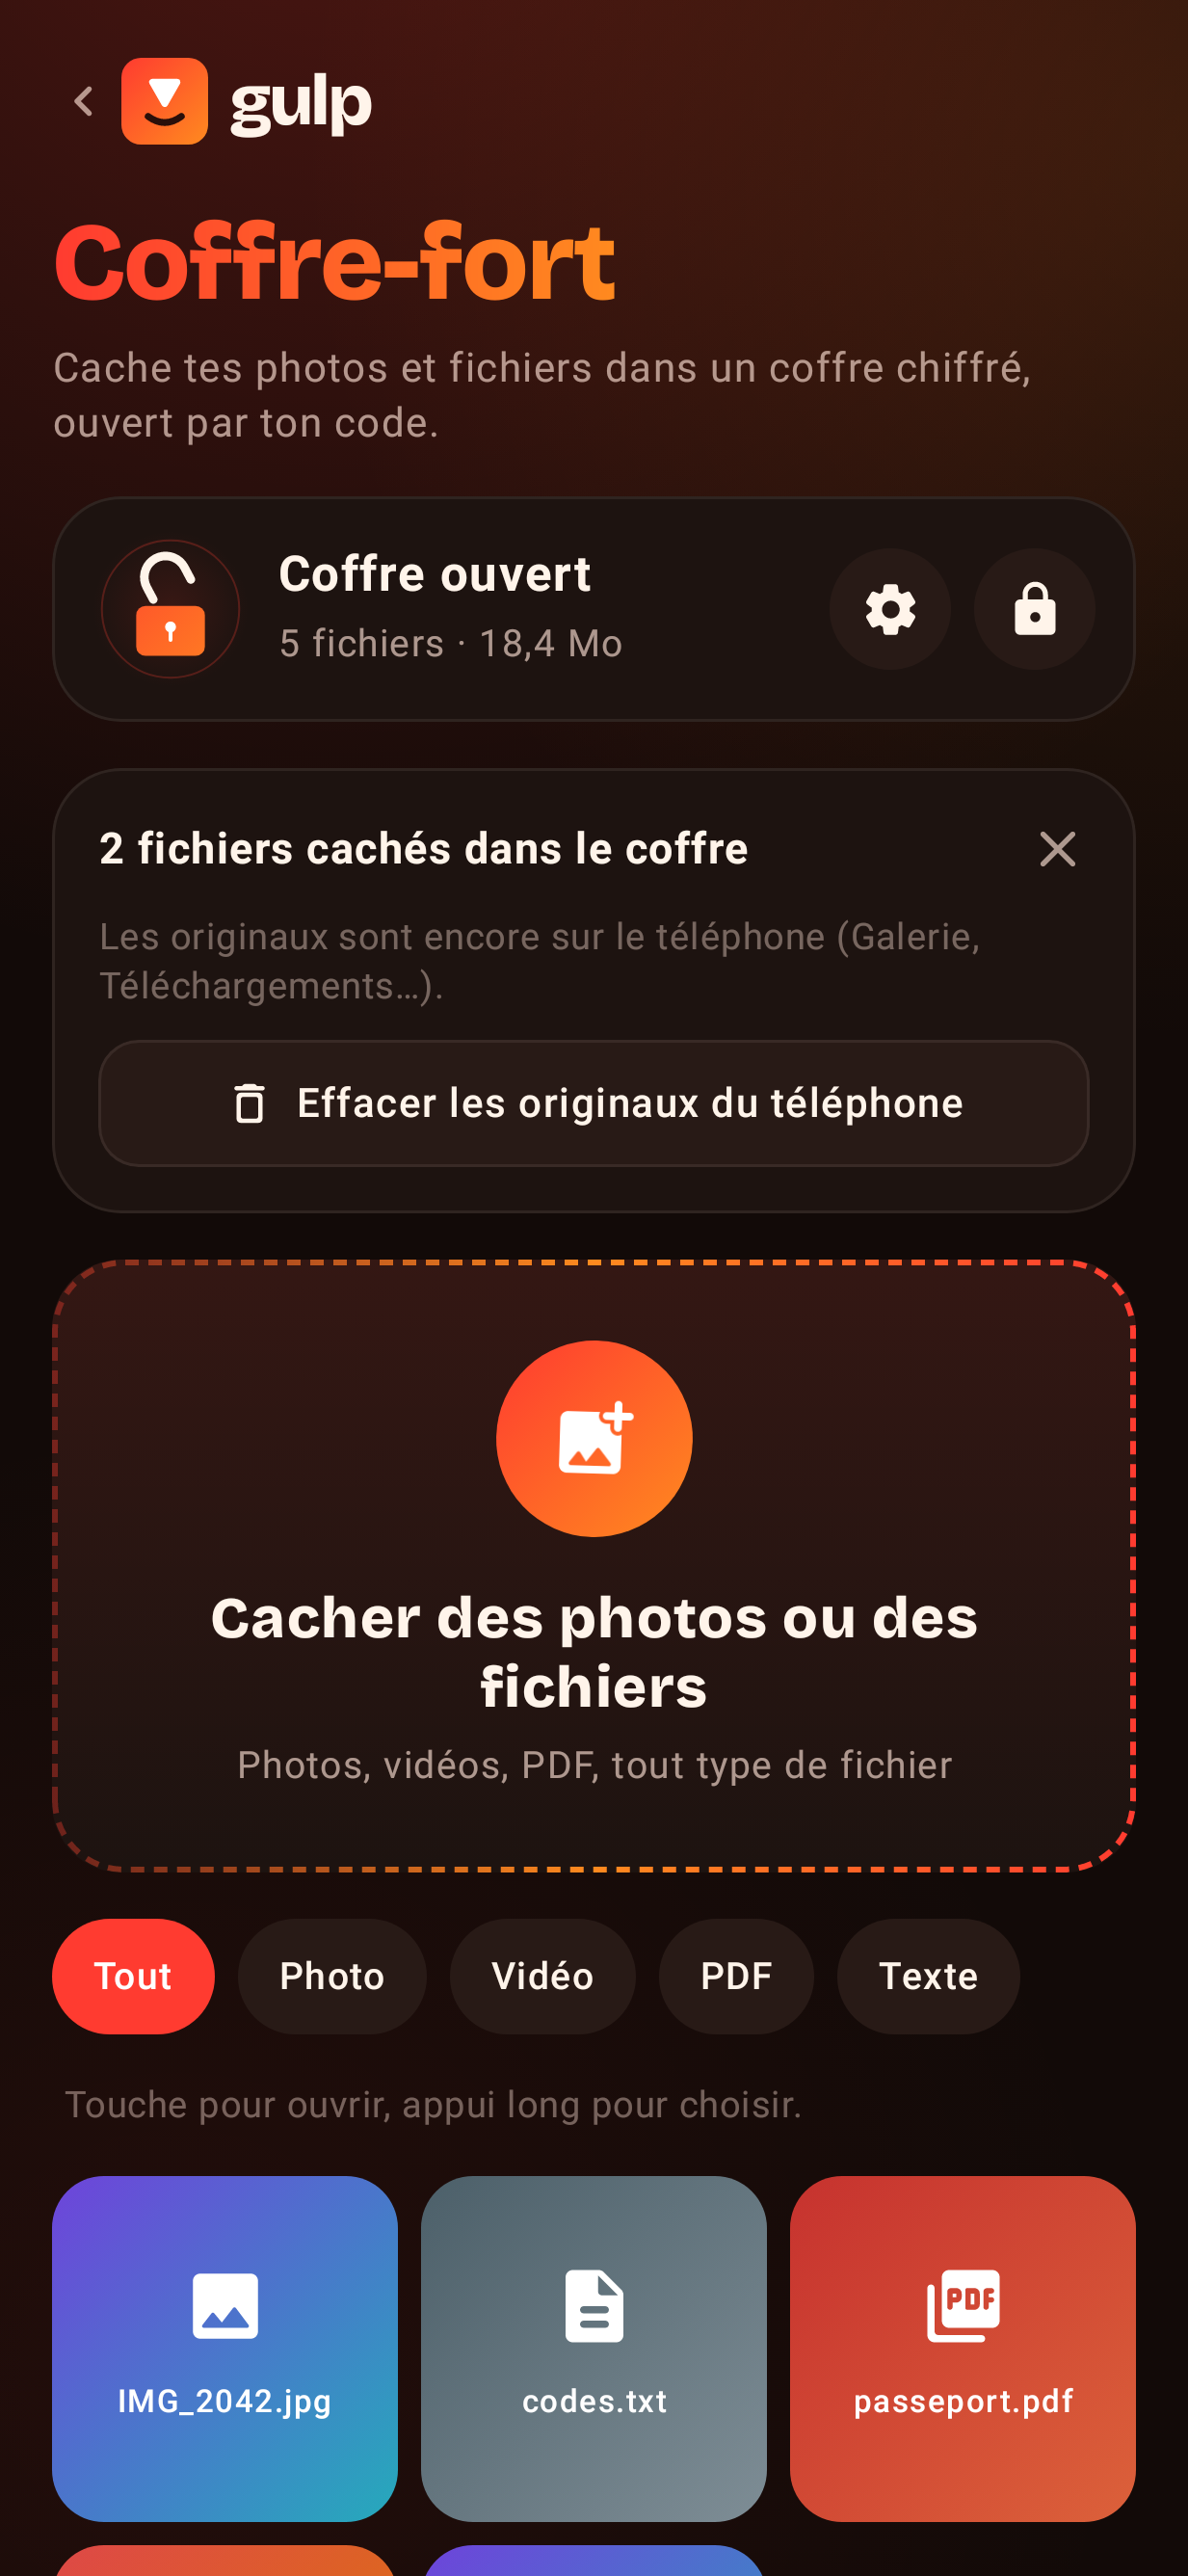 gulp
Coffre-fort
Cache tes photos et fichiers dans un coffre chiffré,
ouvert par ton code.
Coffre ouvert
5 fichiers · 18,4 Mo
2 fichiers cachés dans le coffre
Les originaux sont encore sur le téléphone (Galerie,
Téléchargements…).
Effacer les originaux du téléphone
Cacher des photos ou des
fichiers
Photos, vidéos, PDF, tout type de fichier
Tout
Photo
Vidéo
PDF
Texte
Touche pour ouvrir, appui long pour choisir.
PDF
IMG_2042.jpg
codes.txt
passeport.pdf